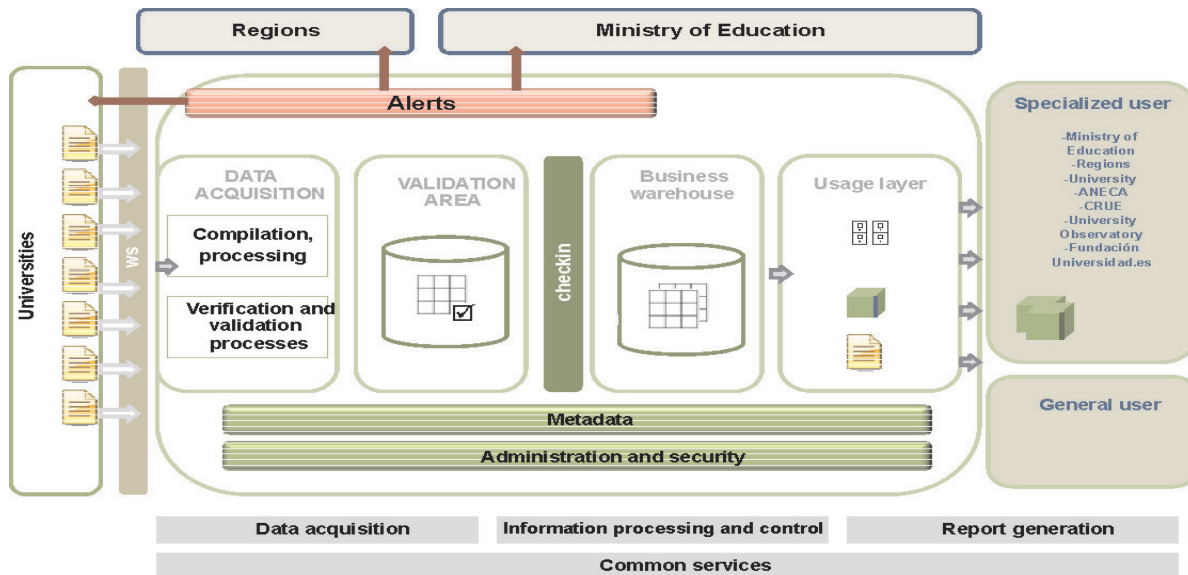 Regions
Ministry of Education
Alerts
Universities
ws
DATA
ACQUISITION
Compilation,
processing
Verification and
validation
processes
VALIDATION
AREA
checkin
Business
warehouse
Usage layer
Specialized user
-Ministry of
Education
-Regions
-University
-ANECA
-CRUE
-University
Observatory
-Fundación
Universidad.es
General user
Metadada
Administration and security
Data acquisition
Information processing and control
Report generation
Common services